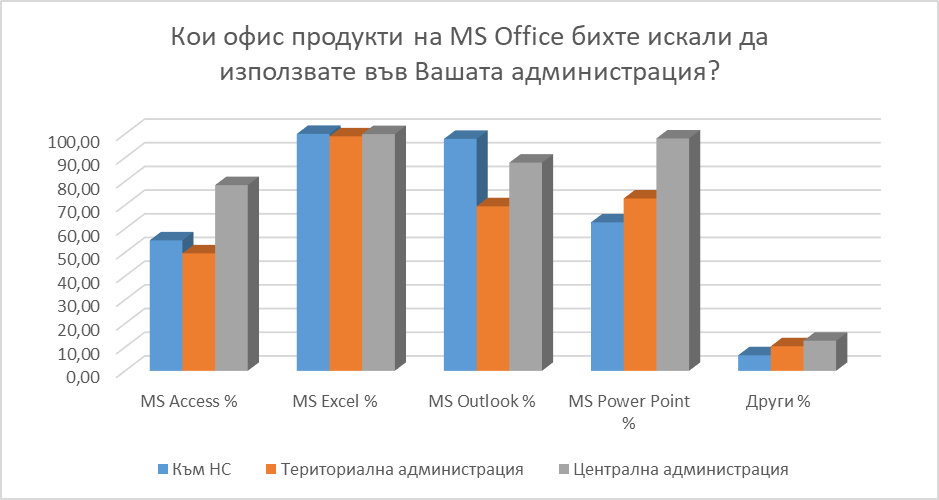 Кои офис продукти на MS Office бихте искали да
използвате във Вашата администрация?
100,00
90,00
80,00
70,00
60,00
50,00
40,00
30,00
20,00
10,00
0,00
MS Access %
MS Excel %
MS Outlook %
MS Power Point
%
Други %
Към НС
Териториална администрация
Централна администрация